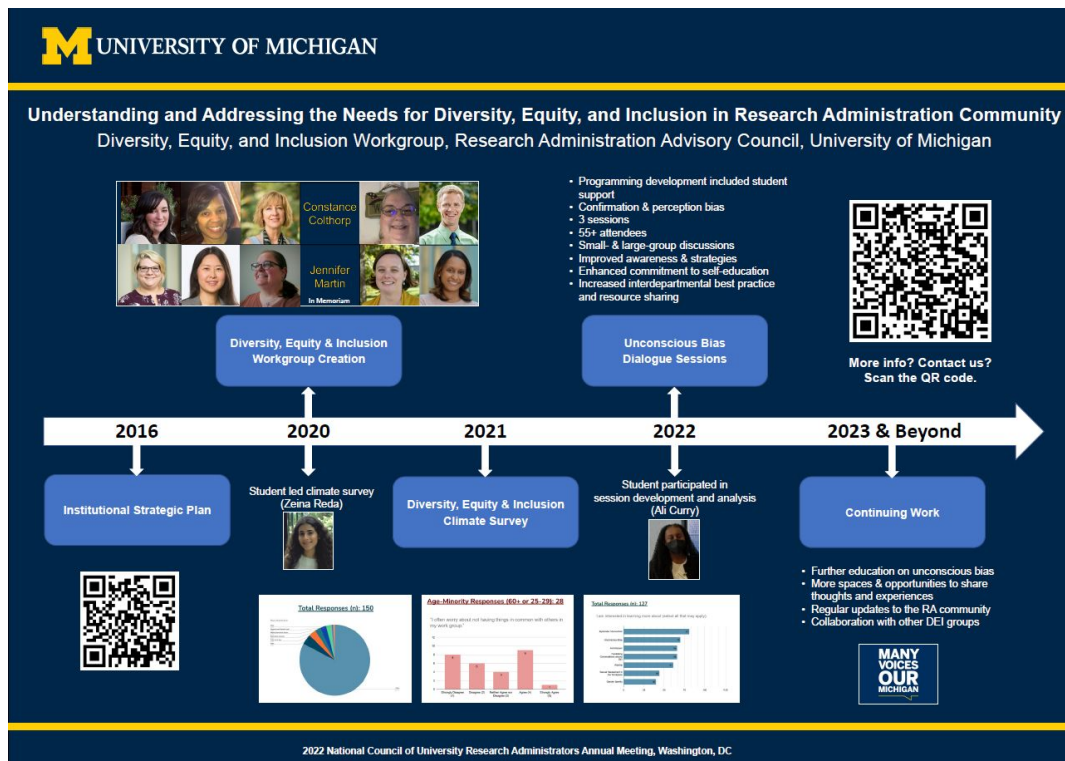 UNIVERSITY OF MICHIGAN
Understanding and Addressing the Needs for Diversity, Equity, and Inclusion in Research Administration Community
Diversity, Equity, and Inclusion Workgroup, Research Administration Advisory Council, University of Michigan
Constance
Colthorp
Jennifer
Martin
In Memoriam
• Programming development included student
support
• Confirmation & perception bias
• 3 sessions
• 55+ attendees
• Small- & large-group discussions
• Improved awareness & strategies
• Enhanced commitment to self-education
• Increased interdepartmental best practice
and resource sharing
More info? Contact us?
Scan the QR code.
Diversity, Equity & Inclusion
Workgroup Creation
Unconscious Bias
Dialogue Sessions
2016
2020
2021
2022
2023 & Beyond
Institutional Strategic Plan
Student led climate survey
(Zeina Reda)
Diversity, Equity & Inclusion
Climate Survey
Student participated in
session development and analysis
(Ali Curry)
Continuing Work
• Further education on unconscious bias
• More spaces & opportunities to share
thoughts and experiences
• Regular updates to the RA community
• Collaboration with other DEI groups
Total Responses (n): 150
Age-Minority Responses (60+ or 25-29): 28
"I often worry about not having things in common with others in
my work group."
Total Responses (n): 127
MANY
VOICES
OUR
MICHIGAN
2022 National Council of University Research Administrators Annual Meeting, Washington, DC